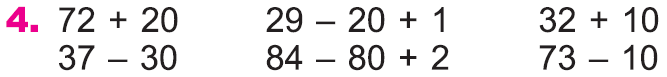 4. 72 + 20 29 – 20 + 1 32 + 10
37 – 30 84 – 80 + 2 73 – 10